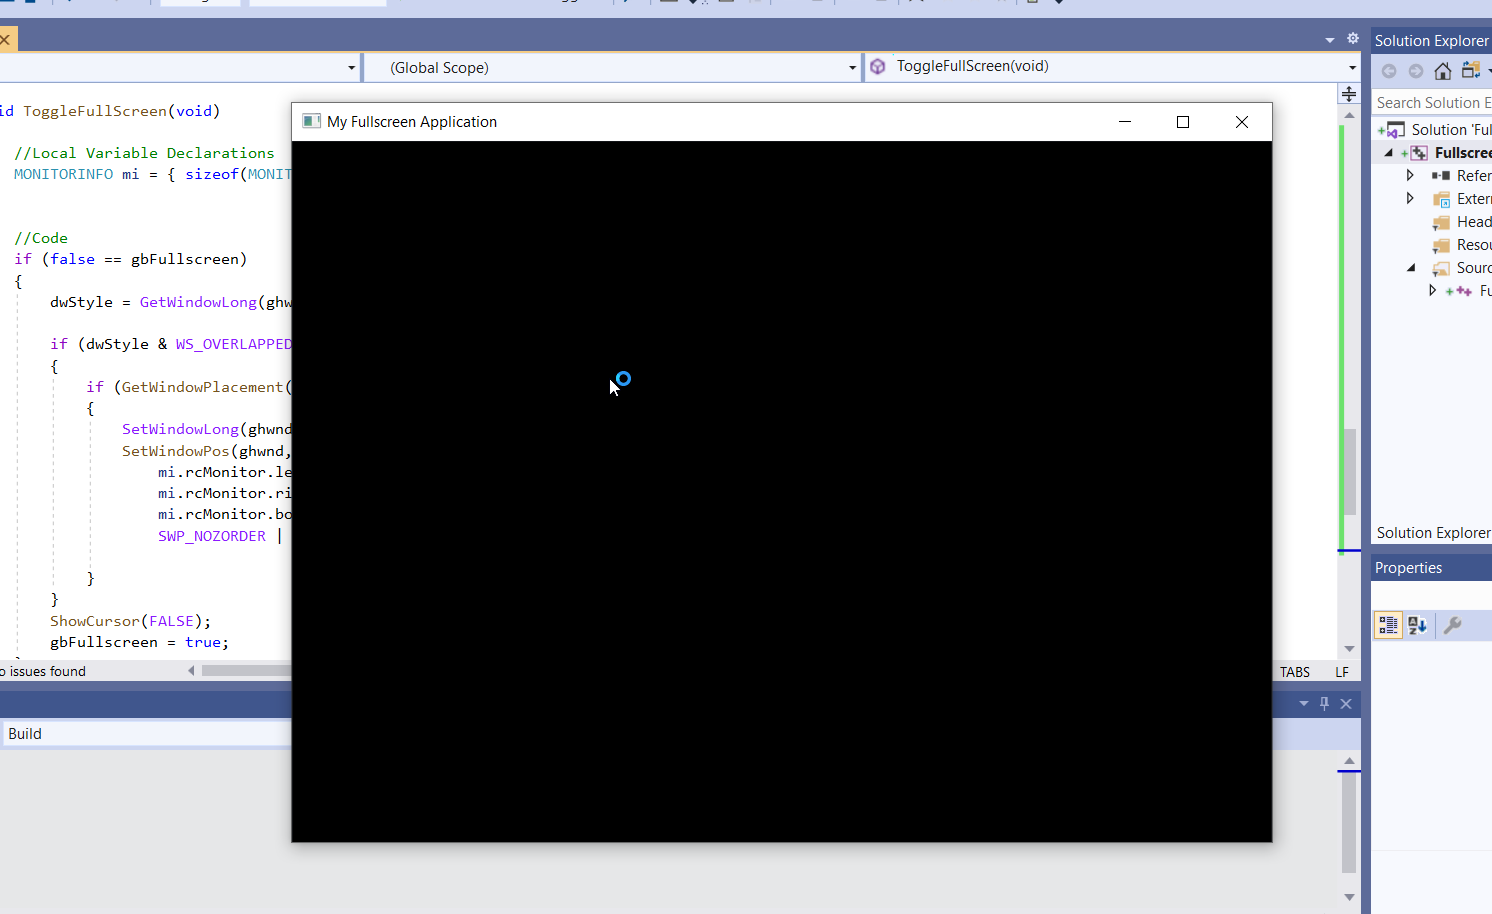 Solution Explorer
(Global Scope)
ToggleFullScreen(void)
Search Solution E
id ToggleFullScreen(void)
My Fullscreen Application
Solution 'Ful
//Local Variable Declarations
Fullscree
MONITORINFO mi = { sizeof(MONIT
Refer
Exter
Head
//Code
Resou
if (false == gbFullscreen)
Sourc
{
Fu
dwStyle = GetWindowLong(ghw
if (dwStyle & WS_OVERLAPPED
{
if (GetWindowPlacement(
{
SetWindowLong(ghwnd
SetWindowPos(ghwnd,
mi.rcMonitor.le
mi.rcMonitor.ri
mi.rcMonitor.bo
SWP_NOZORDER |
Solution Explorer
Properties
}
}
ShowCursor(FALSE);
gbFullscreen = true;
o issues found
TABS
LF
Build